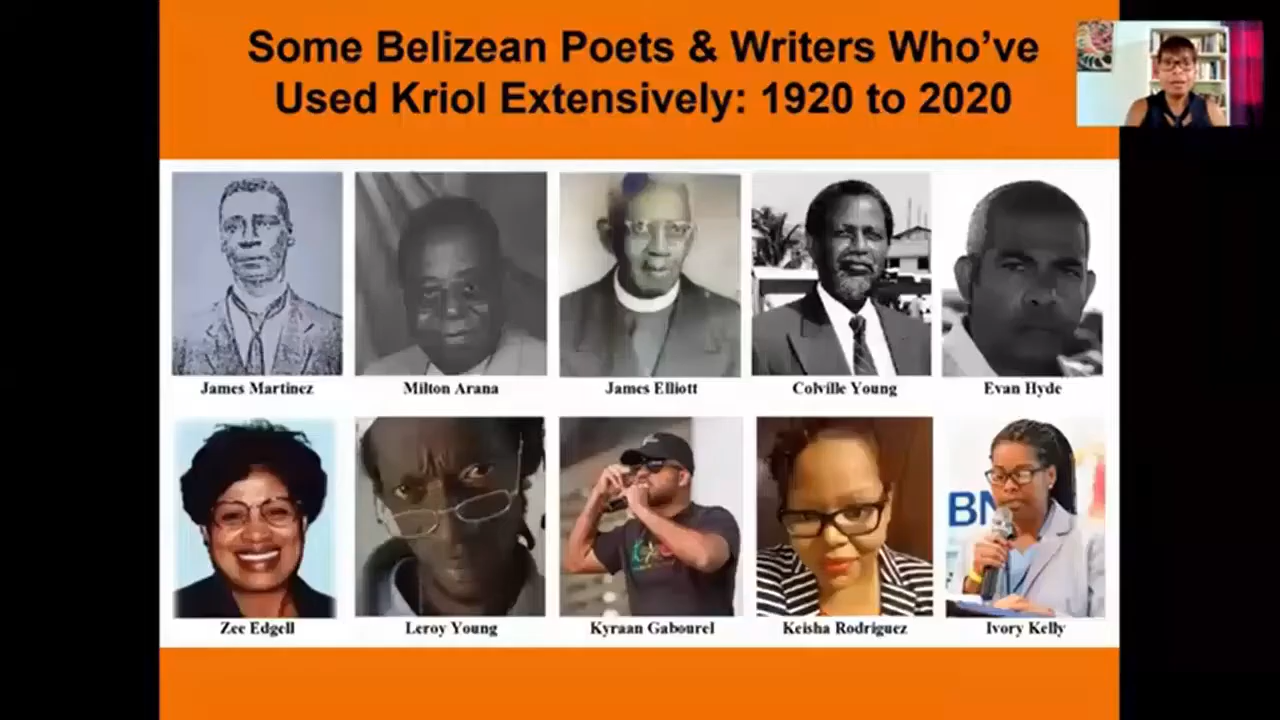 Some Belizean Poets & Writers Who've
Used Kriol Extensively: 1920 to 2020
James Martinez
Milton Arana
James Elliott
Colville Young
Evan Hyde
BN
Zee Edgell
Leroy Young
Kyraan Gabourel
Keisha Rodriguez
Ivory Kelly